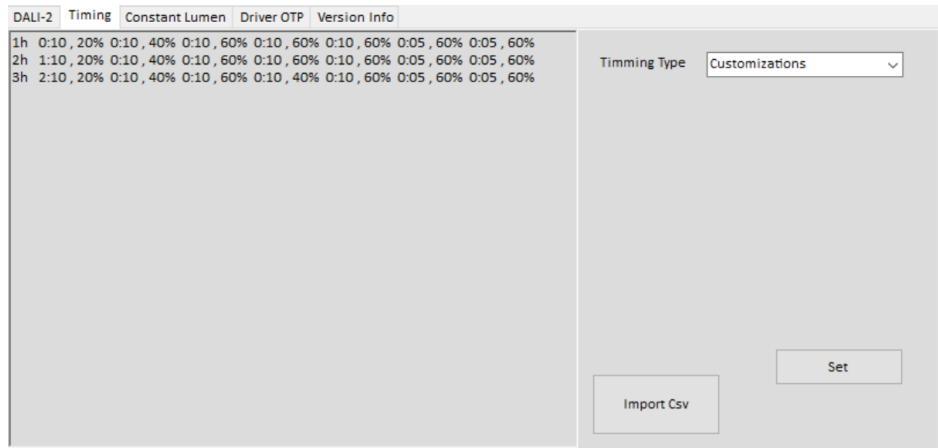 DALI-2 Timing Constant Lumen Driver OTP Version Info
1h 0:10 , 20% 0:10 , 40% 0:10 , 60% 0:10 , 60% 0:10 , 60% 0:05 , 60% 0:05 , 60%
2h 1:10 , 20% 0:10 , 40% 0:10 , 60% 0:10 , 60% 0:10 , 60% 0:05 , 60% 0:05 , 60%
3h 2:10 , 20% 0:10 , 40% 0:10 , 60% 0:10 , 40% 0:10 , 60% 0:05 , 60% 0:05 , 60%
Timming Type Customizations
Set
Import Csv